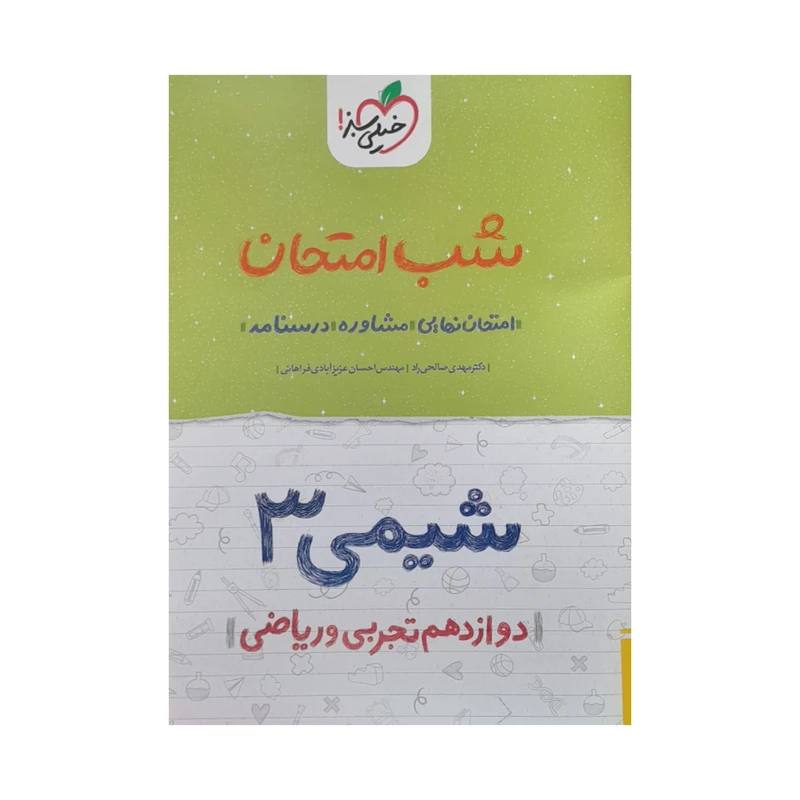 خیلی سبز!
شب امتحان
امتحان نهایی | مشاوره | درسنامه
| دکتر مهدی صالحی‌راد | مهندس احسان عزیزآبادی فراهانی |
شیمی ۳
دوازدهم تجربی و ریاضی